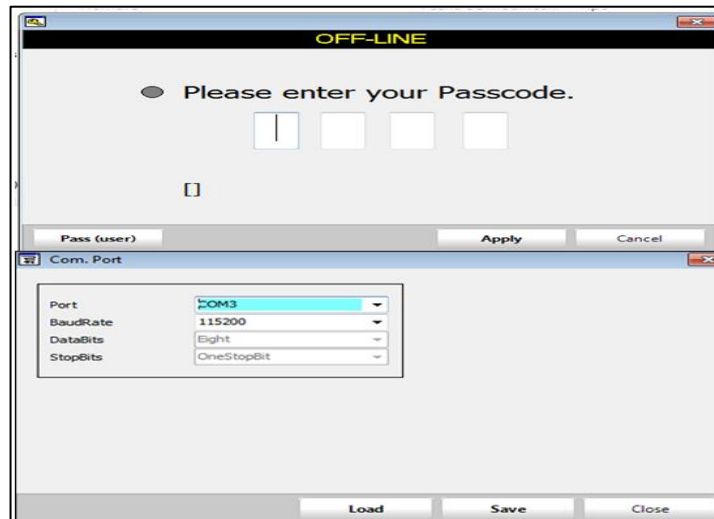 OFF-LINE
Please enter your Passcode.
[]
Pass (user) Apply Cancel
Com. Port
Port COM3
BaudRate 115200
DataBits Eight
StopBits OneStopBit
Load Save Close